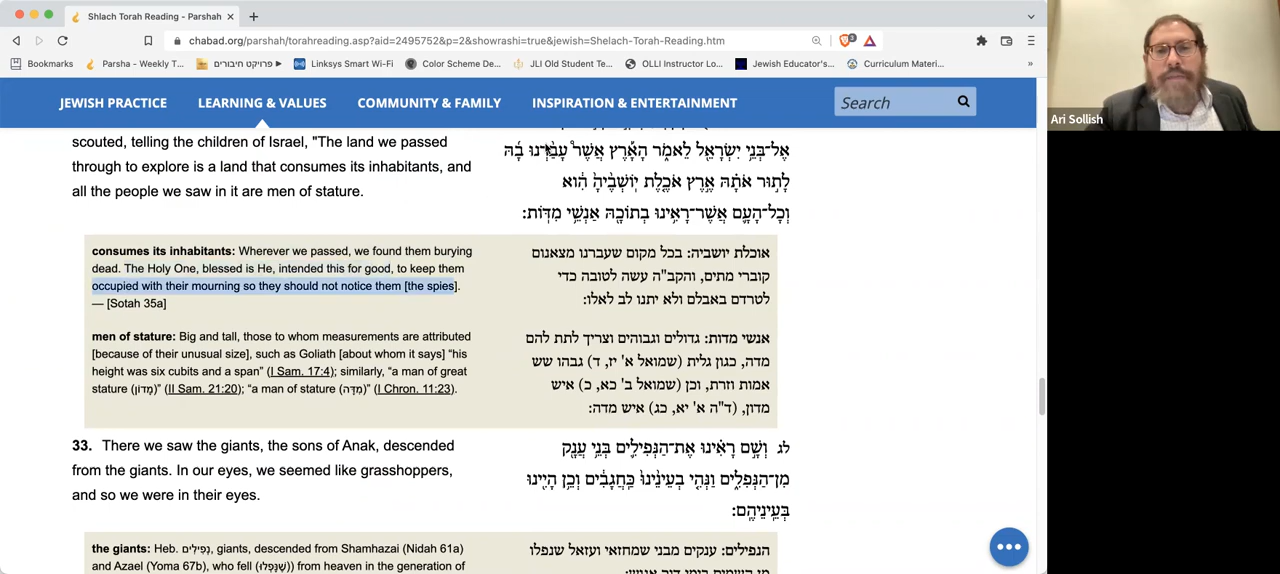 Shlach Torah Reading - Parshah
chabad.org/parshah/torahreading.asp?aid=2495752&p=2&showrashi=true&jewish=Shelach-Torah-Reading.htm
Bookmarks Parsha - Weekly T... פרוייקט חיבורים Linksys Smart Wi-Fi Color Scheme De... JLI Old Student Te... OLLI Instructor Lo... Jewish Educator's... Curriculum Materi... »
JEWISH PRACTICE LEARNING & VALUES COMMUNITY & FAMILY INSPIRATION & ENTERTAINMENT Search
Ari Sollish
scouted, telling the children of Israel, "The land we passed
through to explore is a land that consumes its inhabitants, and
all the people we saw in it are men of stature.
אֶל־בְּנֵ֥י יִשְׂרָאֵ֖ל לֵאמֹ֑ר הָאָ֡רֶץ אֲשֶׁר֩ עָבַ֨רְנוּ בָ֜הּ
לָת֣וּר אֹתָ֗הּ אֶ֣רֶץ אֹכֶ֤לֶת יֽוֹשְׁבֶ֙יהָ֙ הִ֔וא
וְכָל־הָעָ֛ם אֲשֶׁר־רָאִ֥ינוּ בְתוֹכָ֖הּ אַנְשֵׁ֥י מִדּֽוֹת:
consumes its inhabitants: Wherever we passed, we found them burying
dead. The Holy One, blessed is He, intended this for good, to keep them
occupied with their mourning so they should not notice them [the spies].
— [Sotah 35a]
אוכלת יושביה: בכל מקום שעברנו מצאנום
קוברי מתים, והקב"ה עשה לטובה כדי
לטרדם באבלם ולא יתנו לב לאלו:
men of stature: Big and tall, those to whom measurements are attributed
[because of their unusual size], such as Goliath [about whom it says] “his
height was six cubits and a span” (I Sam. 17:4); similarly, “a man of great
stature (מָדוֹן)” (II Sam. 21:20); “a man of stature (מִדָּה)” (I Chron. 11:23).
אנשי מדות: גדולים וגבוהים וצריך לתת להם
מדה, כגון גלית (שמואל א' יז, ד) גבהו שש
אמות וזרת, וכן (שמואל ב' כא, כ) איש
מדון, (ד"ה א' יא, כג) איש מדה:
33. There we saw the giants, the sons of Anak, descended
from the giants. In our eyes, we seemed like grasshoppers,
and so we were in their eyes.
לג וְשָׁ֣ם רָאִ֗ינוּ אֶת־הַנְּפִילִ֛ים בְּנֵ֥י עֲנָ֖ק
מִן־הַנְּפִלִ֑ים וַנְּהִ֤י בְעֵינֵ֙ינוּ֙ כַּֽחֲגָבִ֔ים וְכֵ֥ן הָיִ֖ינוּ
בְּעֵינֵיהֶֽם:
the giants: Heb. נְפִילִים, giants, descended from Shamhazai (Nidah 61a)
and Azael (Yoma 67b), who fell (שֶׁנָּפְלוּ)) from heaven in the generation of
הנפילים: ענקים מבני שמחזאי ועזאל שנפלו